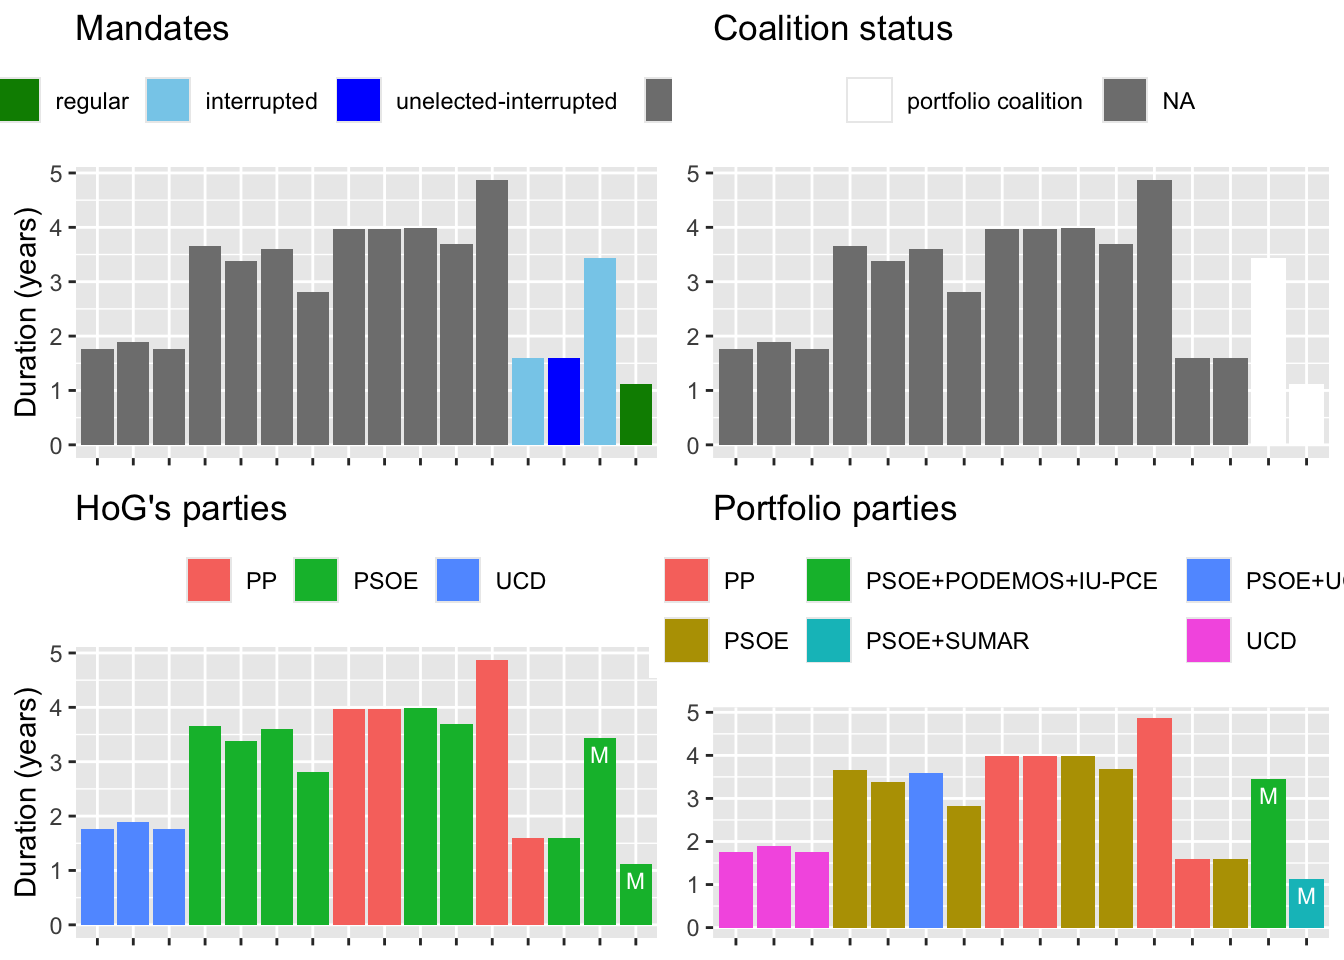 Mandates
regular interrupted unelected-interrupted
Duration (years)
5
4
3
2
1
0
Coalition status
portfolio coalition NA
5
4
3
2
1
0
HoG's parties
PP PSOE UCD
Duration (years)
5
4
3
2
1
0
M
M
Portfolio parties
PP PSOE+PODEMOS+IU-PCE PSOE+U
PSOE PSOE+SUMAR UCD
5
4
3
2
1
0
M
M